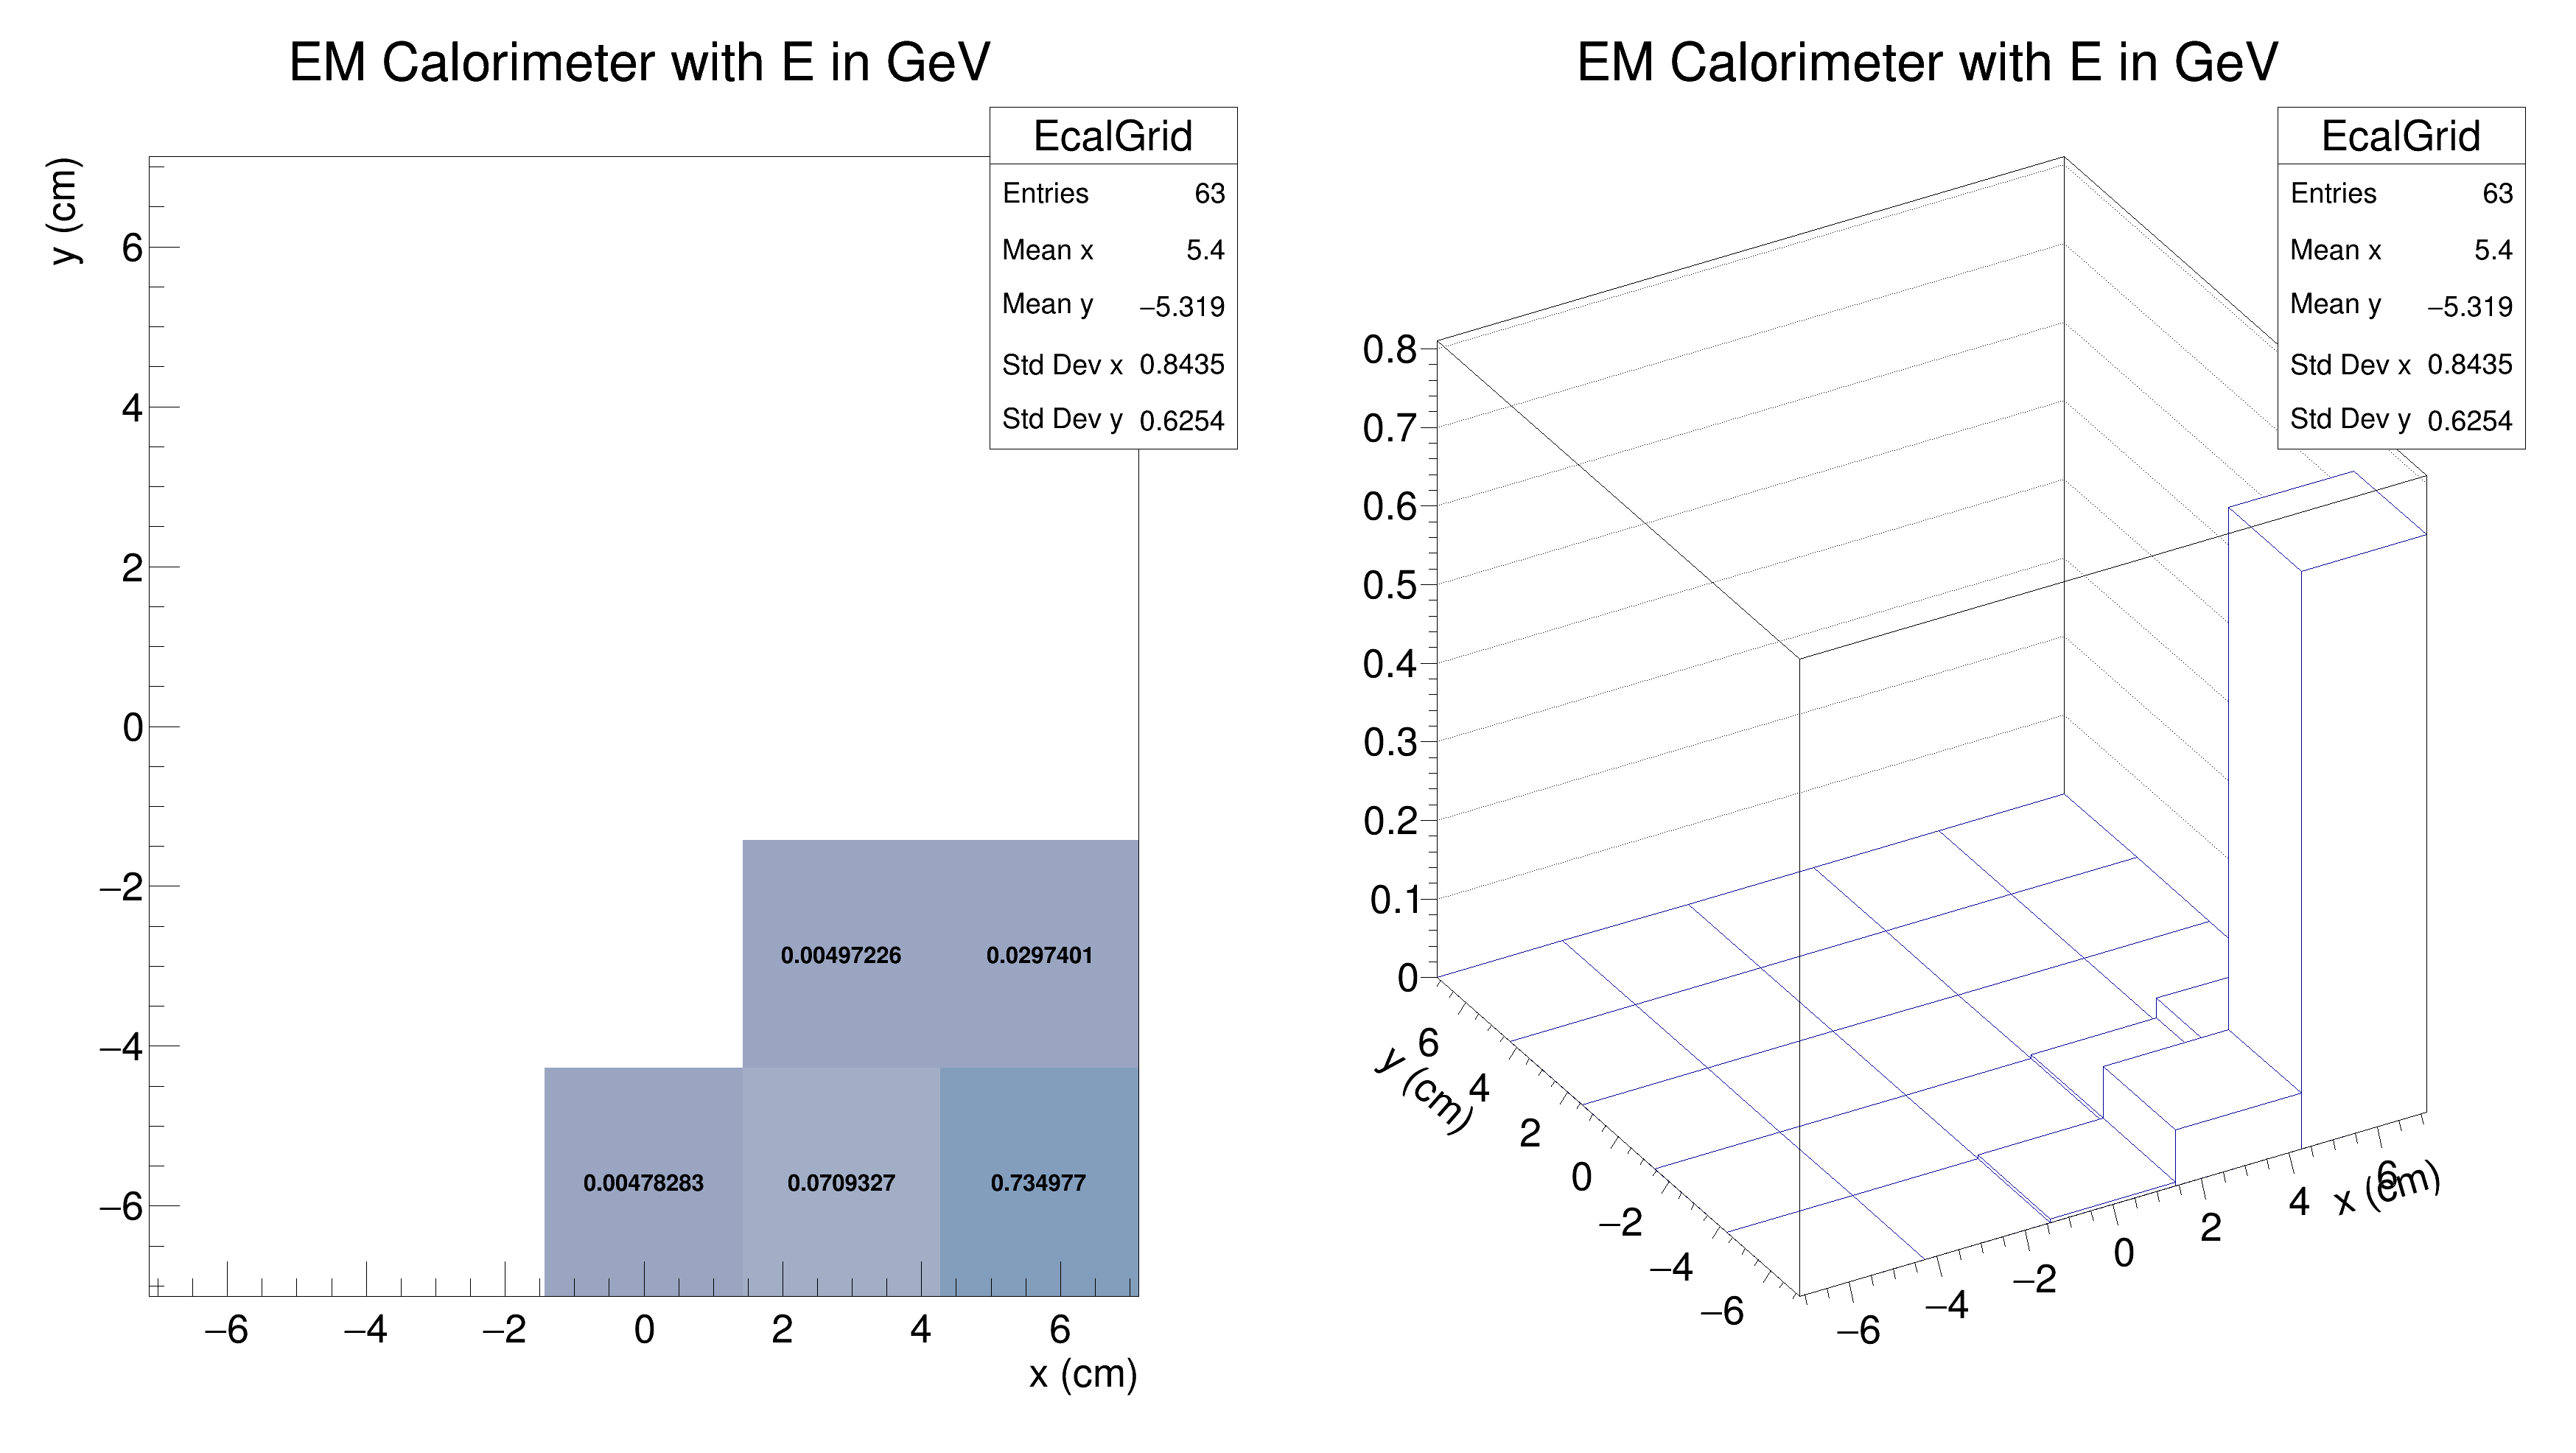 EM Calorimeter with E in GeV
EcalGrid
Entries 63
Mean x 5.4
Mean y −5.319
Std Dev x 0.8435
Std Dev y 0.6254
y (cm)
6
4
2
0
−2
−4
−6
0.00497226 0.0297401
0.00478283 0.0709327 0.734977
−6 −4 −2 0 2 4 6
x (cm)
EM Calorimeter with E in GeV
EcalGrid
Entries 63
Mean x 5.4
Mean y −5.319
Std Dev x 0.8435
Std Dev y 0.6254
0.8
0.7
0.6
0.5
0.4
0.3
0.2
0.1
0
y (cm)
6
4
2
0
−2
−4
−6
−6
−4
−2
0
2
4
6
x (cm)